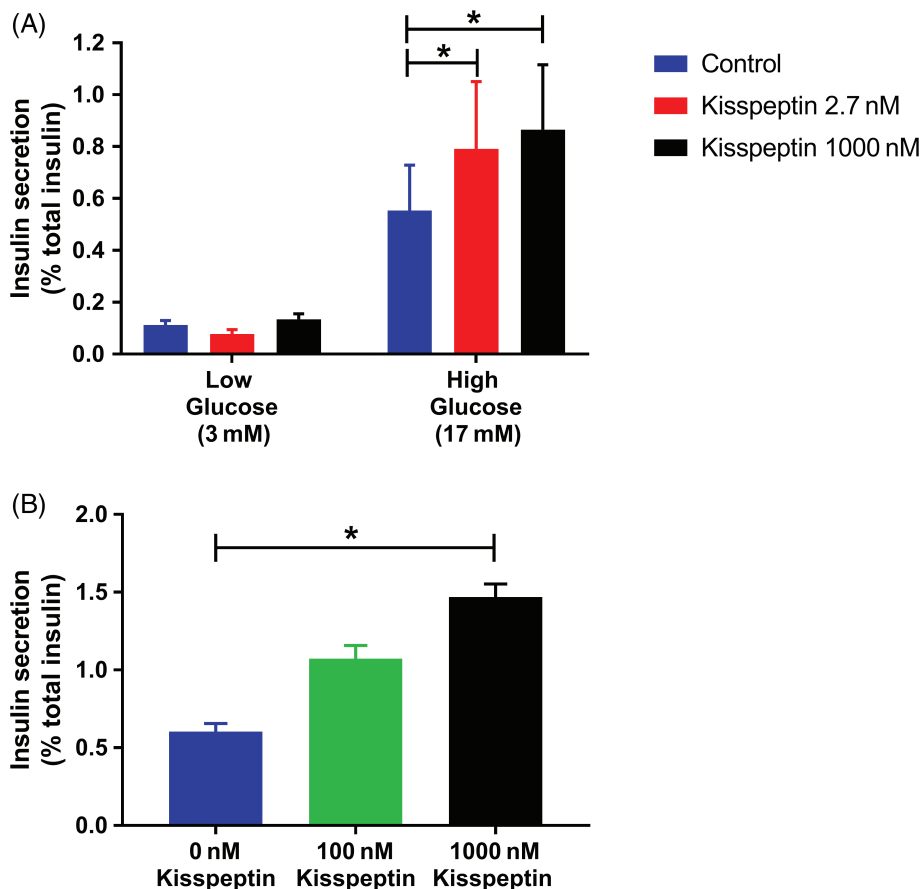 (A)
*
*
Insulin secretion
(% total insulin)
1.2
1.0
0.8
0.6
0.4
0.2
0.0
Low
Glucose
(3 mM)
High
Glucose
(17 mM)
Control
Kisspeptin 2.7 nM
Kisspeptin 1000 nM
(B)
*
Insulin secretion
(% total insulin)
2.0
1.5
1.0
0.5
0.0
0 nM
Kisspeptin
100 nM
Kisspeptin
1000 nM
Kisspeptin